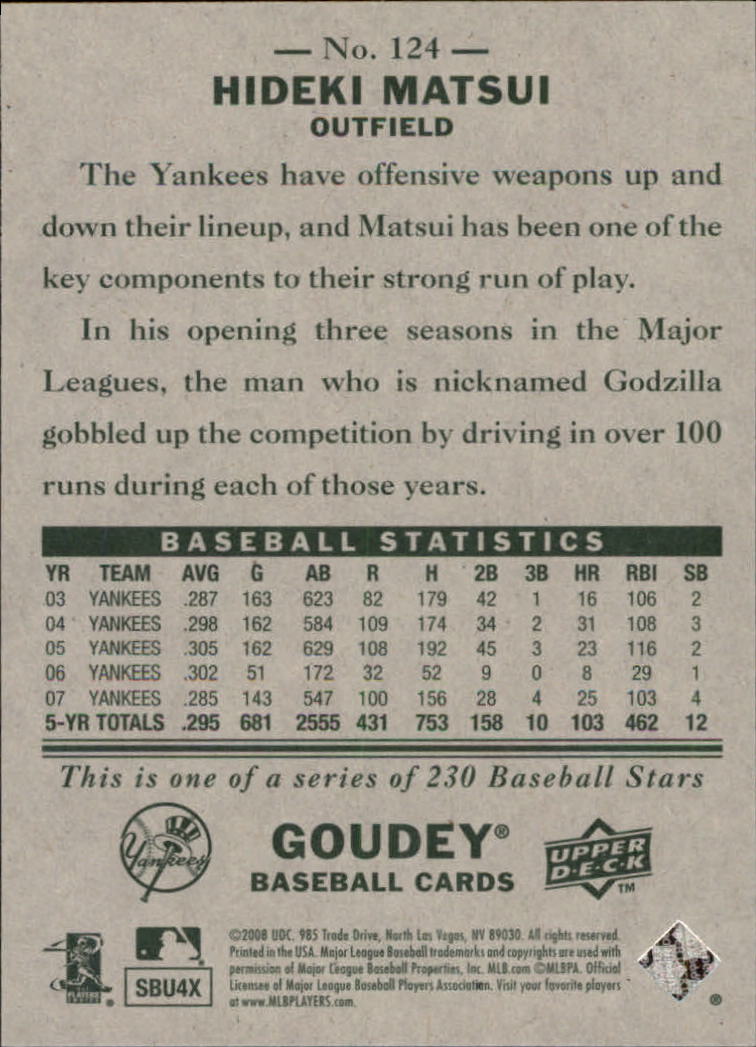 — No. 124 —
HIDEKI MATSUI
OUTFIELD
The Yankees have offensive weapons up and
down their lineup, and Matsui has been one of the
key components to their strong run of play.
In his opening three seasons in the Major
Leagues, the man who is nicknamed Godzilla
gobbled up the competition by driving in over 100
runs during each of those years.
BASEBALL STATISTICS
YR TEAM AVG G AB R H 2B 3B HR RBI SB
03 YANKEES .287 163 623 82 179 42 1 16 106 2
04 YANKEES .298 162 584 109 174 34 2 31 108 3
05 YANKEES .305 162 629 108 192 45 3 23 116 2
06 YANKEES .302 51 172 32 52 9 0 8 29 1
07 YANKEES .285 143 547 100 156 28 4 25 103 4
5-YR TOTALS .295 681 2555 431 753 158 10 103 462 12
This is one of a series of 230 Baseball Stars
Yankees
GOUDEY®
BASEBALL CARDS
UPPER
D•E•C•K
TM
PLAYERS
®
SBU4X
©2008 UDC. 985 Trade Drive, North Las Vegas, NV 89030. All rights reserved.
Printed in the USA. Major League Baseball trademarks and copyrights are used with
permission of Major League Baseball Properties, Inc. MLB.com ©MLBPA. Official
Licensee of Major League Baseball Players Association. Visit your favorite players
at www.MLBPLAYERS.com.
®